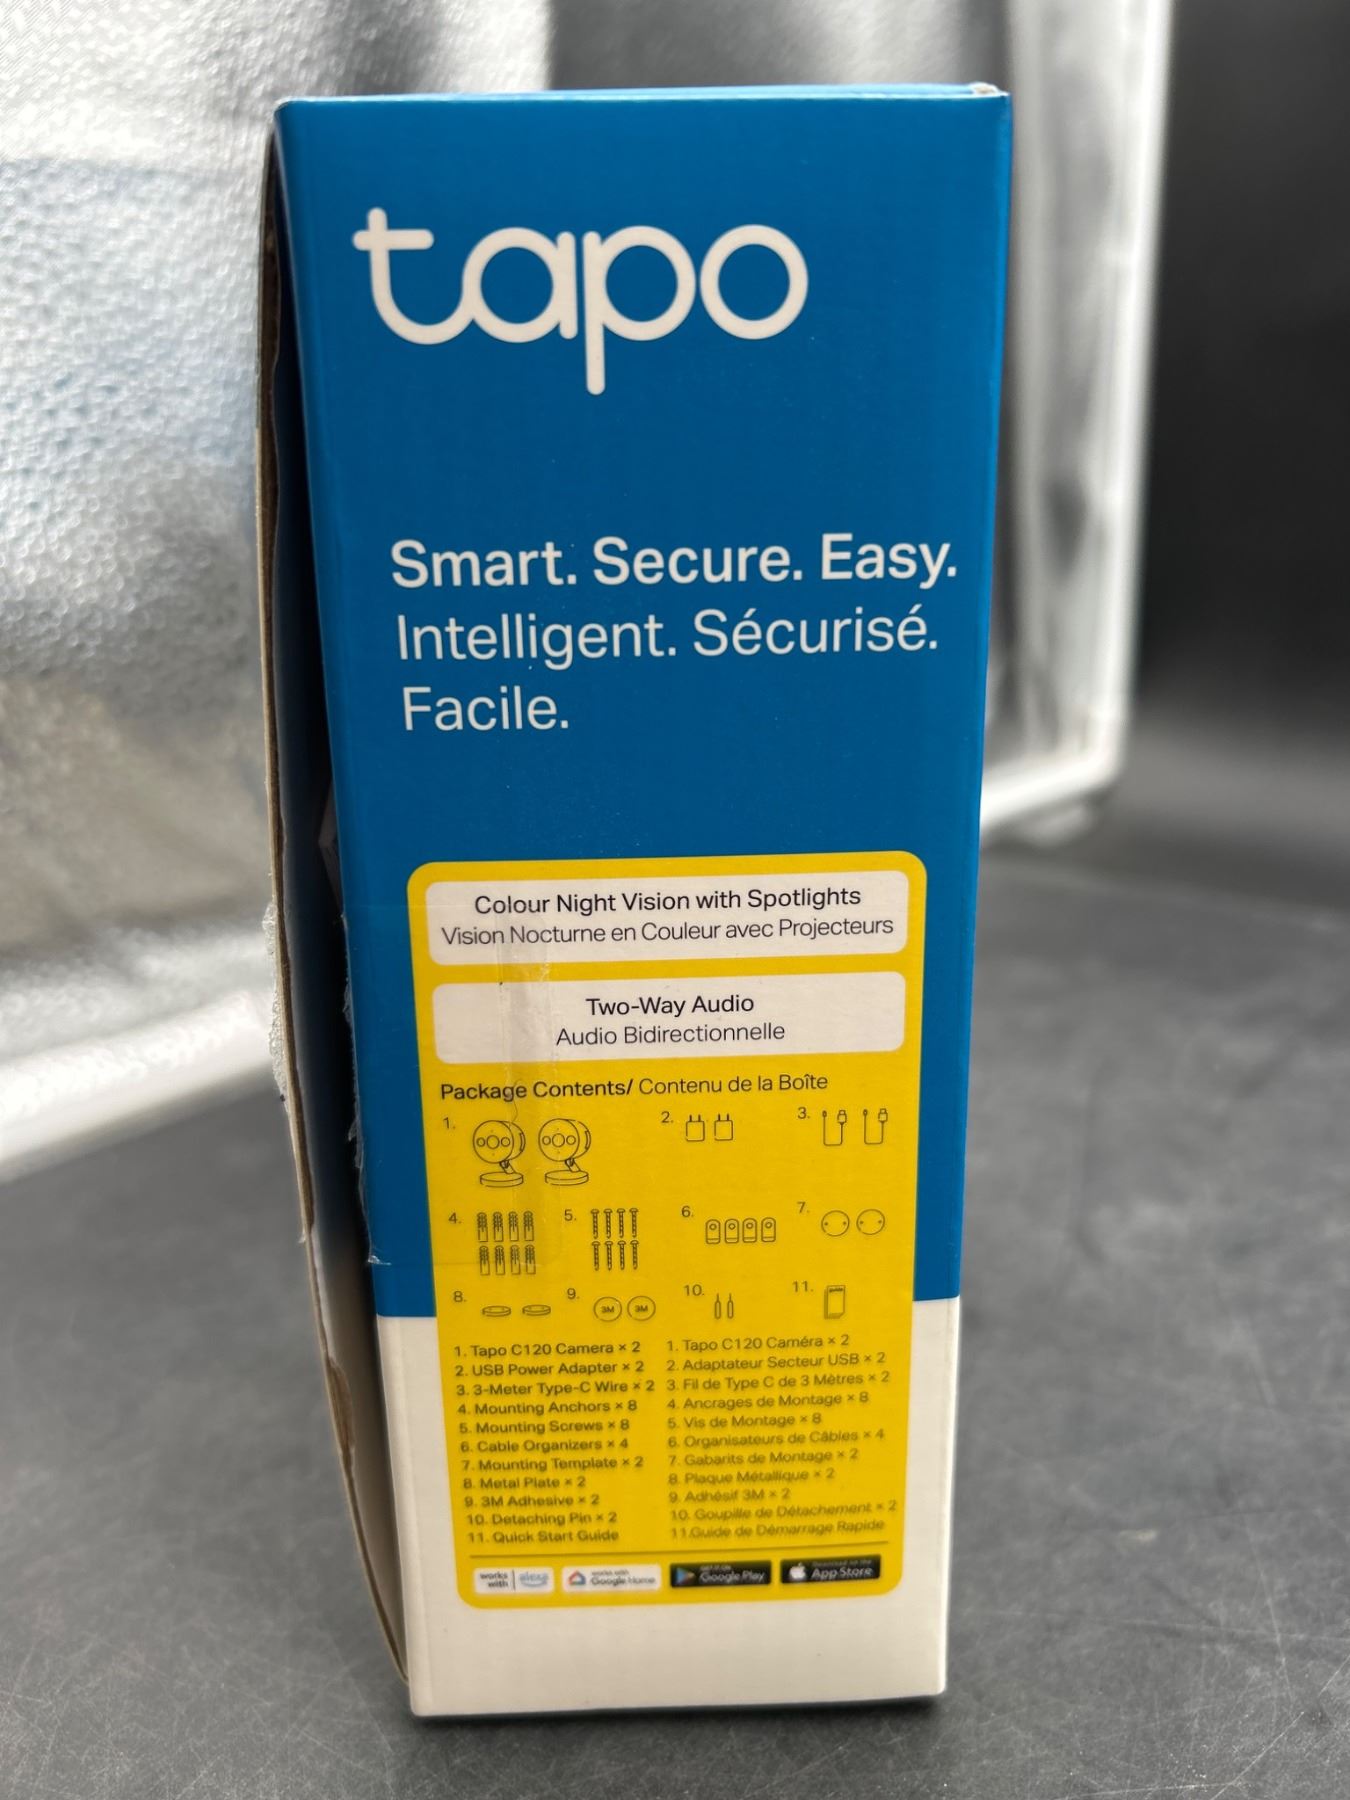 tapo
Smart. Secure. Easy.
Intelligent. Sécurisé.
Facile.
Colour Night Vision with Spotlights
Vision Nocturne en Couleur avec Projecteurs
Two-Way Audio
Audio Bidirectionnelle
Package Contents/ Contenu de la Boîte
1.
2.
3.
4.
5.
6.
7.
8.
9.
3M
3M
10.
11.
1. Tapo C120 Camera × 2
2. USB Power Adapter × 2
3. 3-Meter Type-C Wire × 2
4. Mounting Anchors × 8
5. Mounting Screws × 8
6. Cable Organizers × 4
7. Mounting Template × 2
8. Metal Plate × 2
9. 3M Adhesive × 2
10. Detaching Pin × 2
11. Quick Start Guide
1. Tapo C120 Caméra × 2
2. Adaptateur Secteur USB × 2
3. Fil de Type C de 3 Mètres × 2
4. Ancrages de Montage × 8
5. Vis de Montage × 8
6. Organisateurs de Câbles × 4
7. Gabarits de Montage × 2
8. Plaque Métallique × 2
9. Adhésif 3M × 2
10. Goupille de Détachement × 2
11.Guide de Démarrage Rapide
works with alexa
works with Google Home
GET IT ON Google Play
Download on the App Store